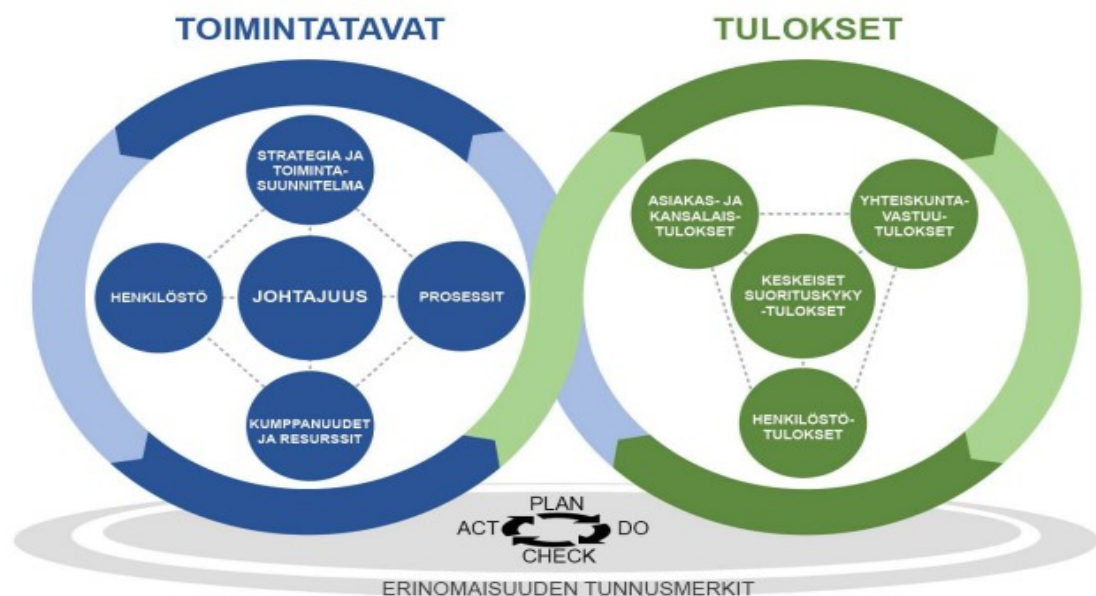 TOIMINTATAVAT
STRATEGIA JA
TOIMINTA-
SUUNNITELMA
HENKILÖSTÖ
JOHTAJUUS
PROSESSIT
KUMPPANUUDET
JA RESURSSIT
TULOKSET
ASIAKAS- JA
KANSALAIS-
TULOKSET
YHTEISKUNTA-
VASTUU-
TULOKSET
KESKEISET
SUORITUSKYKY
-TULOKSET
HENKILÖSTÖ-
TULOKSET
PLAN
ACT DO
CHECK
ERINOMAISUUDEN TUNNUSMERKIT